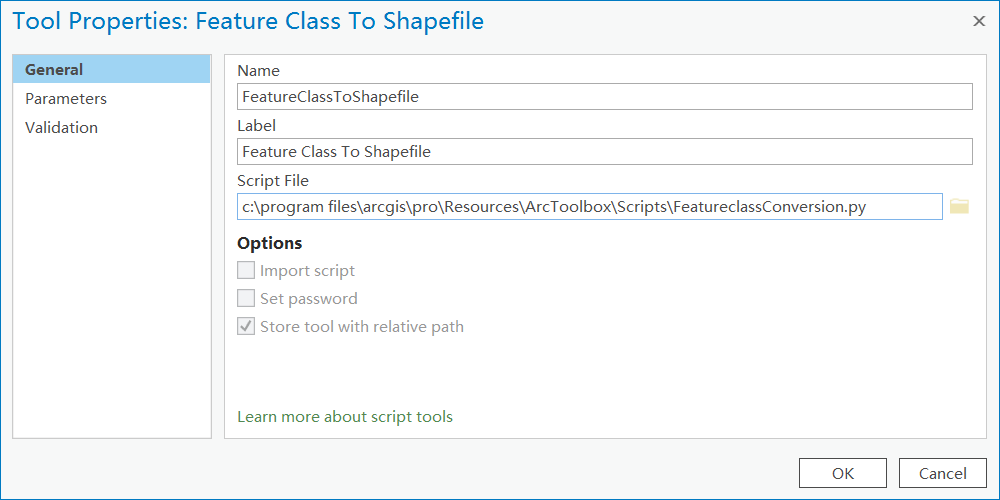 Tool Properties: Feature Class To Shapefile
General
Parameters
Validation
Name
FeatureClassToShapefile
Label
Feature Class To Shapefile
Script File
c:\program files\arcgis\pro\Resources\ArcToolbox\Scripts\FeatureclassConversion.py
Options
Import script
Set password
Store tool with relative path
Learn more about script tools
OK
Cancel